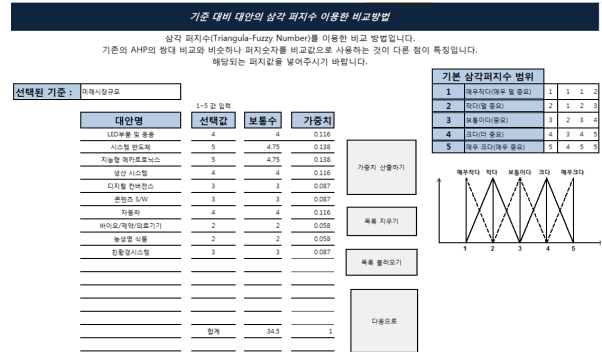 기준 대비 대안의 삼각 퍼지수 이용한 비교방법
삼각 퍼지수(Triangula-Fuzzy Number)를 이용한 비교 방법입니다.
기존의 AHP의 쌍대 비교와 비슷하나 퍼지숫자를 비교값으로 사용하는 것이 다른 점이 특징입니다.
해당되는 퍼지값을 넣어주시기 바랍니다.
선택된 기준 : 미래시장규모
1~5 값 입력
대안명 선택값 보통수 가중치
LED부품 및 응용 4 4 0.116
시스템 반도체 5 4.75 0.138
지능형 메카트로닉스 5 4.75 0.138
생산 시스템 4 4 0.116
디지털 컨버전스 3 3 0.087
콘텐츠 S/W 3 3 0.087
자동차 4 4 0.116
바이오/제약/의료기기 2 2 0.058
농생명 식품 2 2 0.058
친환경시스템 3 3 0.087
합계 34.5 1
가중치 산출하기
목록 지우기
목록 불러오기
다음으로
기본 삼각퍼지수 범위
1 매우작다(매우 덜 중요) 1 1 1 2
2 작다(덜 중요) 2 1 2 3
3 보통이다(중요) 3 2 3 4
4 크다(더 중요) 4 3 4 5
5 매우 크다(매우 중요) 5 4 5 5
매우작다 작다 보통이다 크다 매우크다
1 2 3 4 5